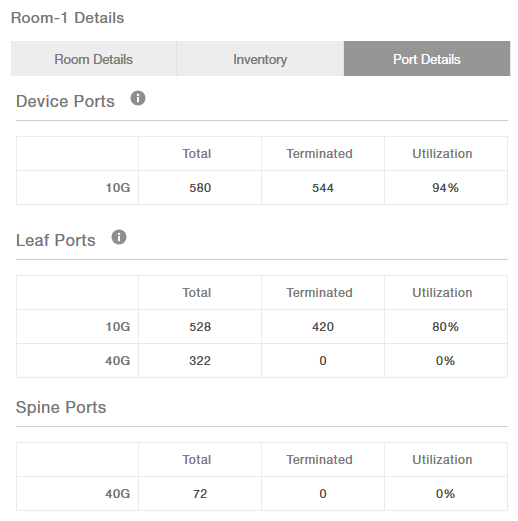 Room-1 Details
Room Details Inventory Port Details
Device Ports i
Total Terminated Utilization
10G 580 544 94%
Leaf Ports i
Total Terminated Utilization
10G 528 420 80%
40G 322 0 0%
Spine Ports
Total Terminated Utilization
40G 72 0 0%